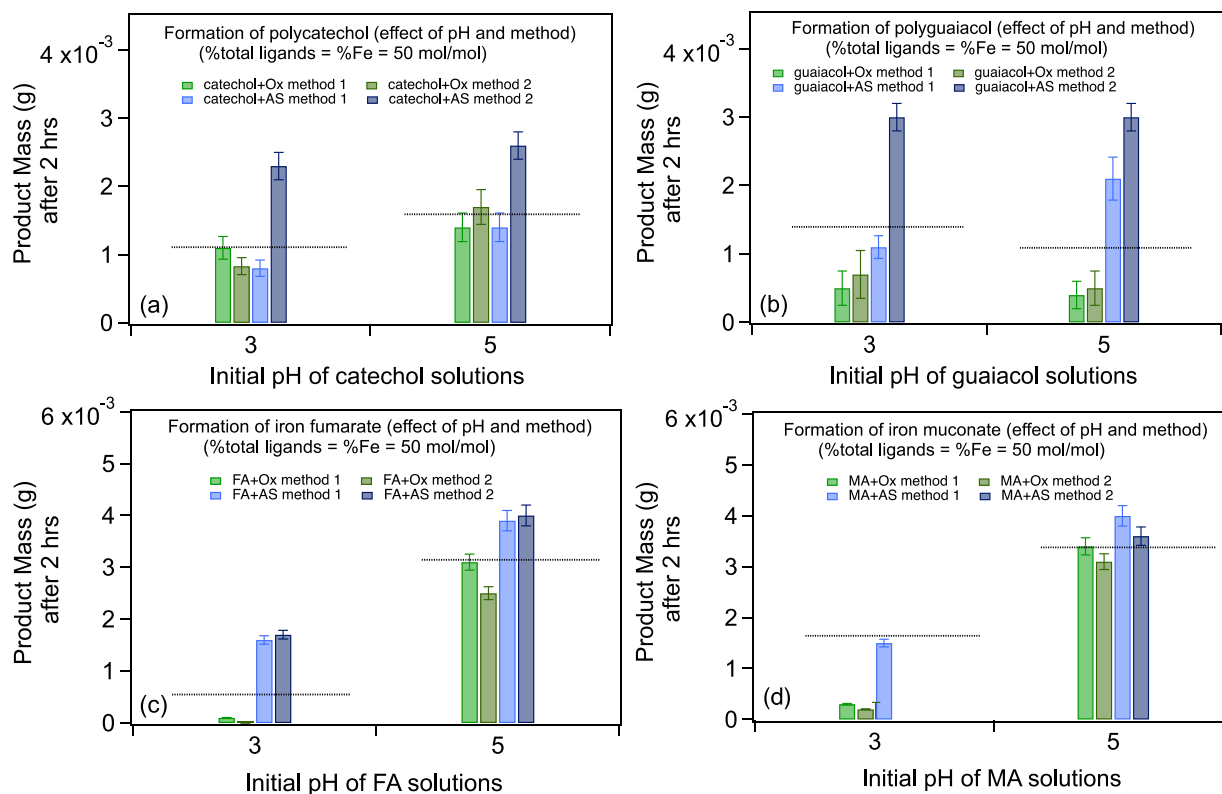 Formation of polycatechol (effect of pH and method)
(%total ligands = %Fe = 50 mol/mol)
catechol+Ox method 1
catechol+Ox method 2
catechol+AS method 1
catechol+AS method 2
4 x10⁻³
3
2
1
0
Product Mass (g)
after 2 hrs
(a)
3
5
Initial pH of catechol solutions
Formation of polyguaiacol (effect of pH and method)
(%total ligands = %Fe = 50 mol/mol)
guaiacol+Ox method 1
guaiacol+Ox method 2
guaiacol+AS method 1
guaiacol+AS method 2
4 x10⁻³
3
2
1
0
Product Mass (g)
after 2 hrs
(b)
3
5
Initial pH of guaiacol solutions
Formation of iron fumarate (effect of pH and method)
(%total ligands = %Fe = 50 mol/mol)
FA+Ox method 1
FA+Ox method 2
FA+AS method 1
FA+AS method 2
6 x10⁻³
5
4
3
2
1
0
Product Mass (g)
after 2 hrs
(c)
3
5
Initial pH of FA solutions
Formation of iron muconate (effect of pH and method)
(%total ligands = %Fe = 50 mol/mol)
MA+Ox method 1
MA+Ox method 2
MA+AS method 1
MA+AS method 2
6 x10⁻³
5
4
3
2
1
0
Product Mass (g)
after 2 hrs
(d)
3
5
Initial pH of MA solutions